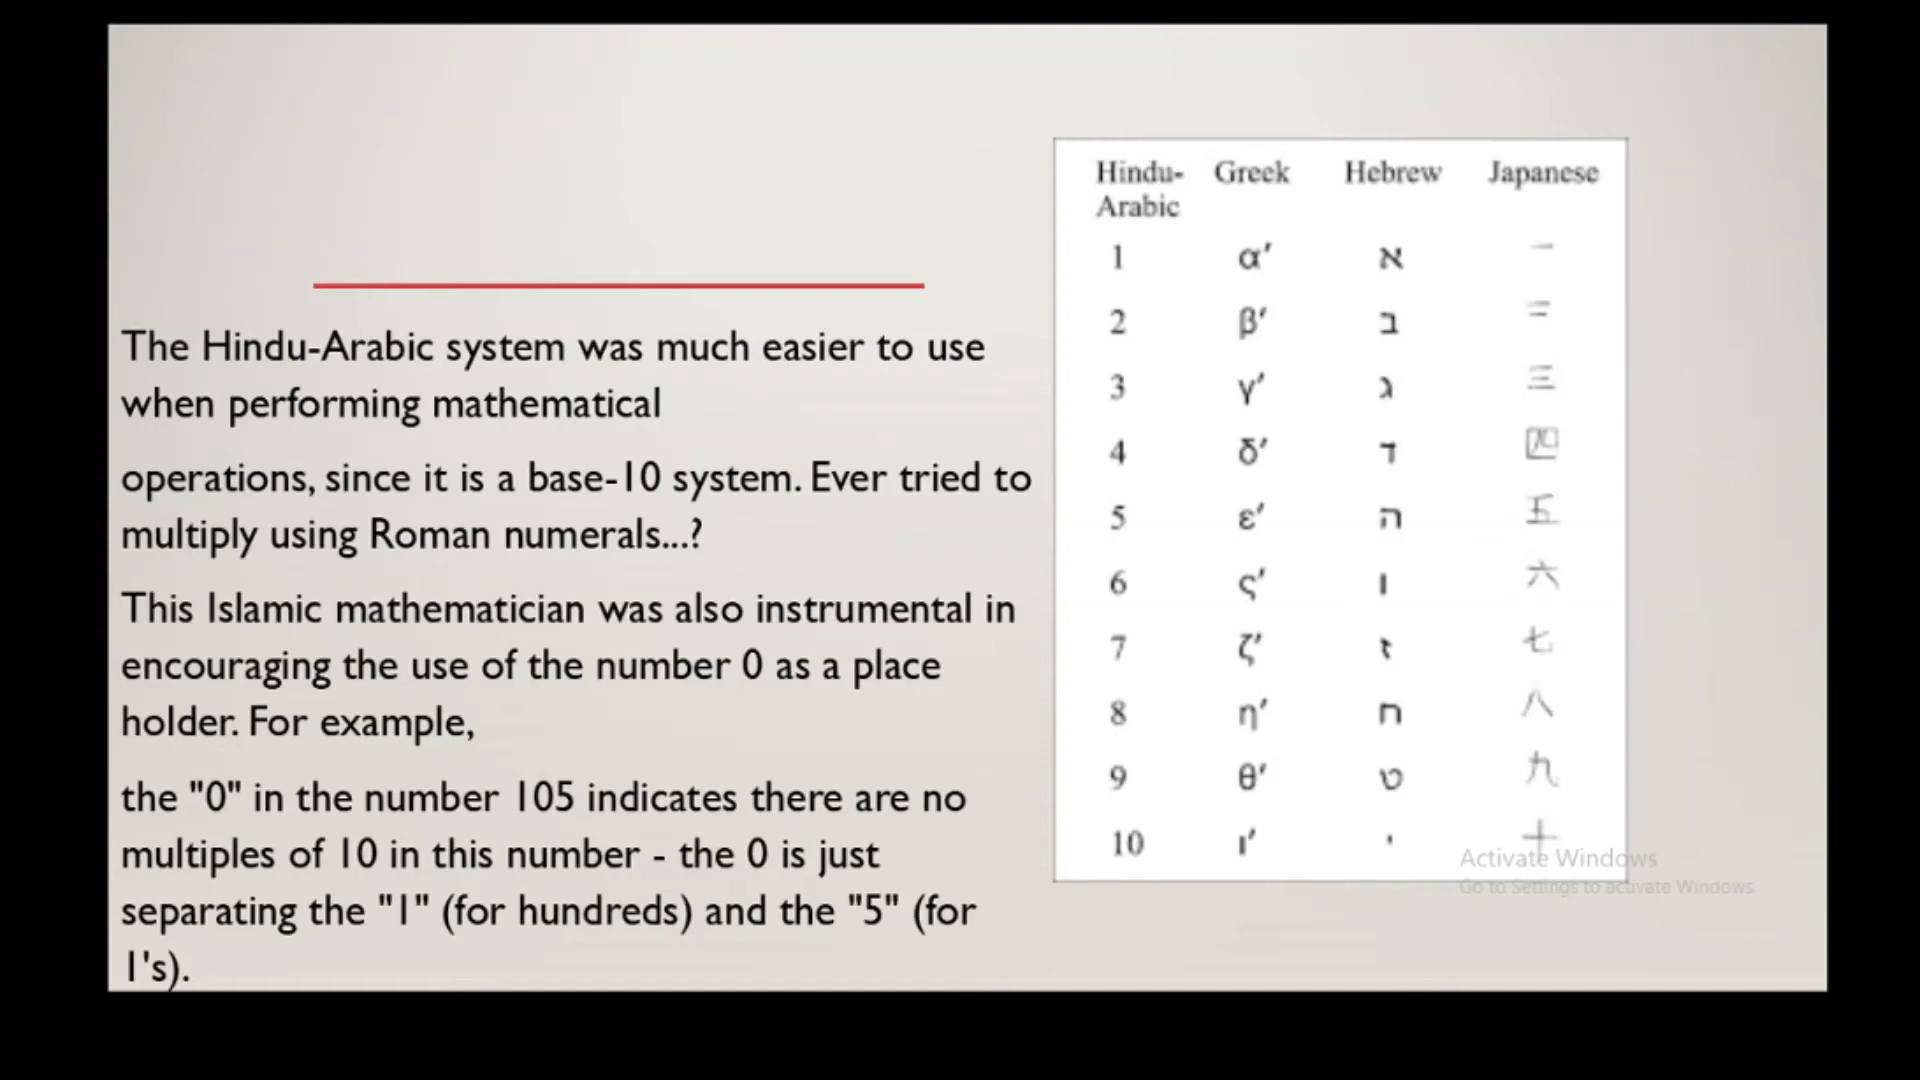 The Hindu-Arabic system was much easier to use
when performing mathematical
operations, since it is a base-10 system. Ever tried to
multiply using Roman numerals...?
This Islamic mathematician was also instrumental in
encouraging the use of the number 0 as a place
holder. For example,
the "0" in the number 105 indicates there are no
multiples of 10 in this number - the 0 is just
separating the "1" (for hundreds) and the "5" (for
1's).
Hindu- Greek Hebrew Japanese
Arabic
1 α′ א 一
2 β′ ב 二
3 γ′ ג 三
4 δ′ ד 四
5 ε′ ה 五
6 ς′ ו 六
7 ζ′ ז 七
8 η′ ח 八
9 θ′ ט 九
10 ι′ י 十
Activate Windows
Go to Settings to activate Windows.